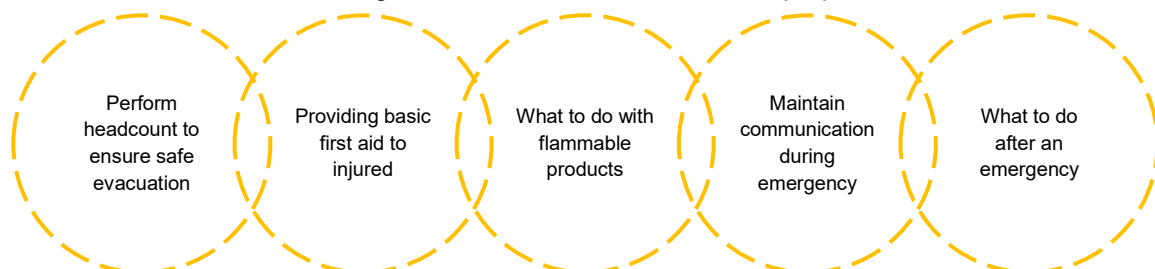 Perform
headcount to
ensure safe
evacuation
Providing basic
first aid to
injured
What to do with
flammable
products
Maintain
communication
during
emergency
What to do
after an
emergency